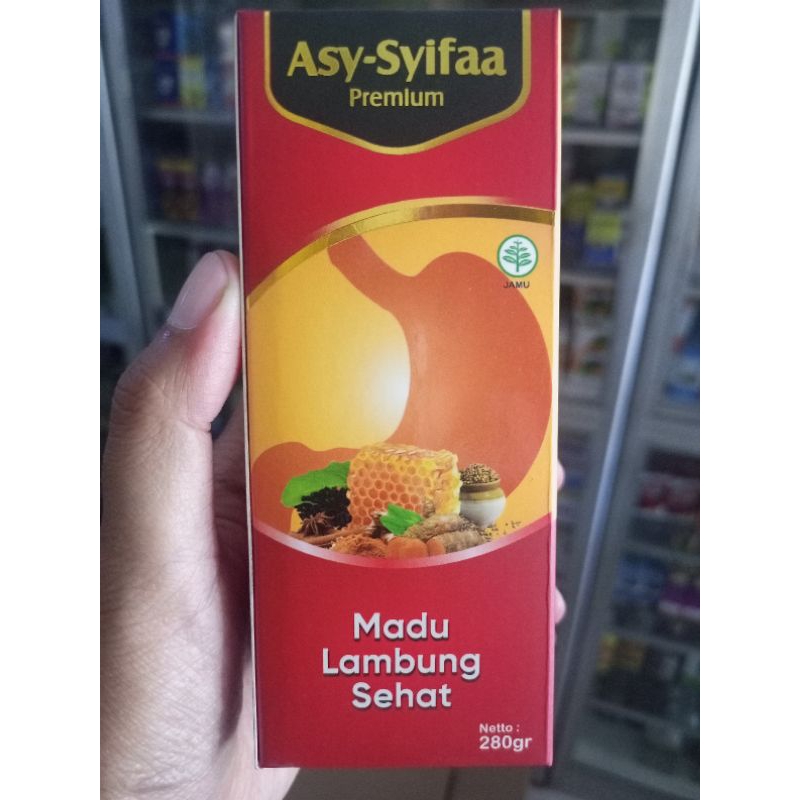 Asy-Syifaa
Premium
JAMU
Madu
Lambung
Sehat
Netto :
280gr